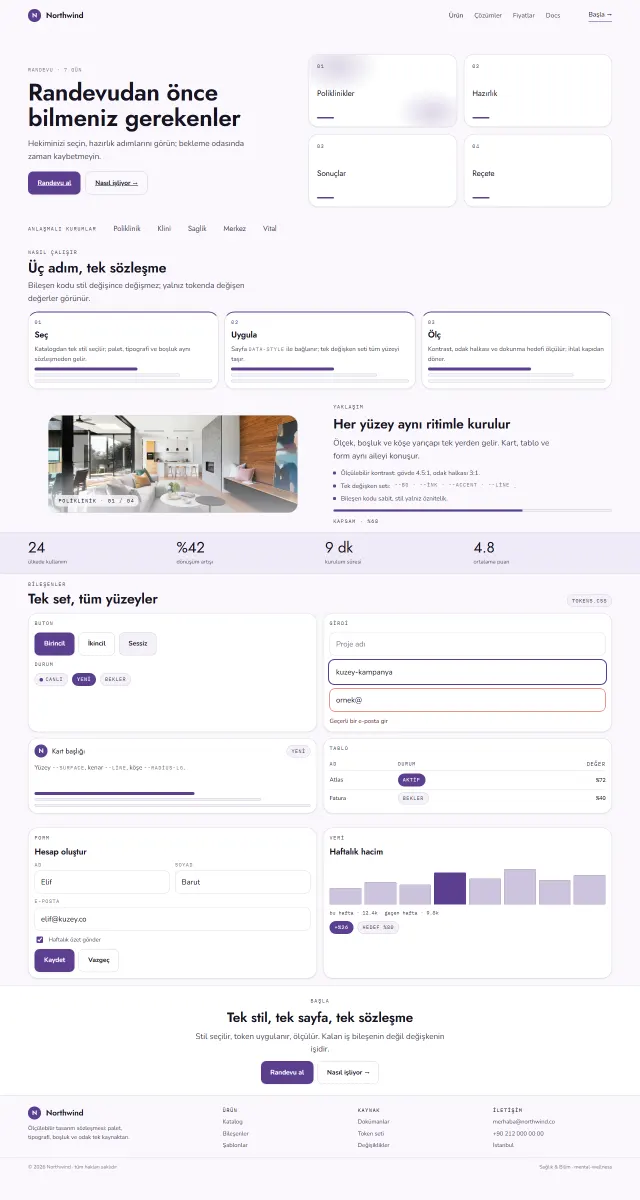 N Northwind
Ürün Çözümler Fiyatlar Docs Başla →
RANDEVU · 7 GÜN
Randevudan önce
bilmeniz gerekenler
Hekiminizi seçin, hazırlık adımlarını görün; bekleme odasında
zaman kaybetmeyin.
Randevu al Nasıl işliyor →
01
Poliklinikler
02
Hazırlık
03
Sonuçlar
04
Reçete
ANLAŞMALI KURUMLAR Poliklinik Klini Saglik Merkez Vital
NASIL ÇALIŞIR
Üç adım, tek sözleşme
Bileşen kodu stil değişince değişmez; yalnız tokenda değişen
değerler görünür.
01
Seç
Katalogdan tek stil seçilir; palet, tipografi ve boşluk aynı
sözleşmeden gelir.
02
Uygula
Sayfa DATA-STYLE ile bağlanır; tek değişken seti tüm yüzeyi
taşır.
03
Ölç
Kontrast, odak halkası ve dokunma hedefi ölçülür; ihlal kapıdan
döner.
POLİKLİNİK · 01 / 04
YAKLAŞIM
Her yüzey aynı ritimle kurulur
Ölçek, boşluk ve köşe yarıçapı tek yerden gelir. Kart, tablo ve
form aynı aileyi konuşur.
Ölçülebilir kontrast: gövde 4.5:1, odak halkası 3:1.
Tek değişken seti: --BG · --INK · --ACCENT · --LINE .
Bileşen kodu sabit, stil yalnız öznitelik.
KAPSAM · %68
24
ülkede kullanım
%42
dönüşüm artışı
9 dk
kurulum süresi
4.8
ortalama puan
BİLEŞENLER
Tek set, tüm yüzeyler
TOKENS.CSS
BUTON
Birincil İkincil Sessiz
DURUM
CANLI YENİ BEKLER
GİRDİ
Proje adı
kuzey-kampanya
ornek@
Geçerli bir e-posta gir
N Kart başlığı YENİ
Yüzey --SURFACE, kenar --LINE, köşe --RADIUS-LG.
TABLO
AD DURUM DEĞER
Atlas AKTİF %72
Fatura BEKLER %40
FORM
Hesap oluştur
AD SOYAD
Elif Barut
E-POSTA
elif@kuzey.co
Haftalık özet gönder
Kaydet Vazgeç
VERİ
Haftalık hacim
bu hafta · 12.4k geçen hafta · 9.8k
HEDEF %80
BAŞLA
Tek stil, tek sayfa, tek sözleşme
Stil seçilir, token uygulanır, ölçülür. Kalan iş bileşenin değil değişkenin
işidir.
Randevu al Nasıl işliyor →
N Northwind
Ölçülebilir tasarım sözleşmesi: palet,
tipografi, boşluk ve odak tek kaynaktan.
ÜRÜN
Katalog
Bileşenler
Şablonlar
KAYNAK
Dokümanlar
Token seti
Değişiklikler
İLETİŞİM
merhaba@northwind.co
+90 212 000 00 00
İstanbul
© 2026 Northwind · tüm hakları saklıdır
Sağlık & Bilim · mental-wellness